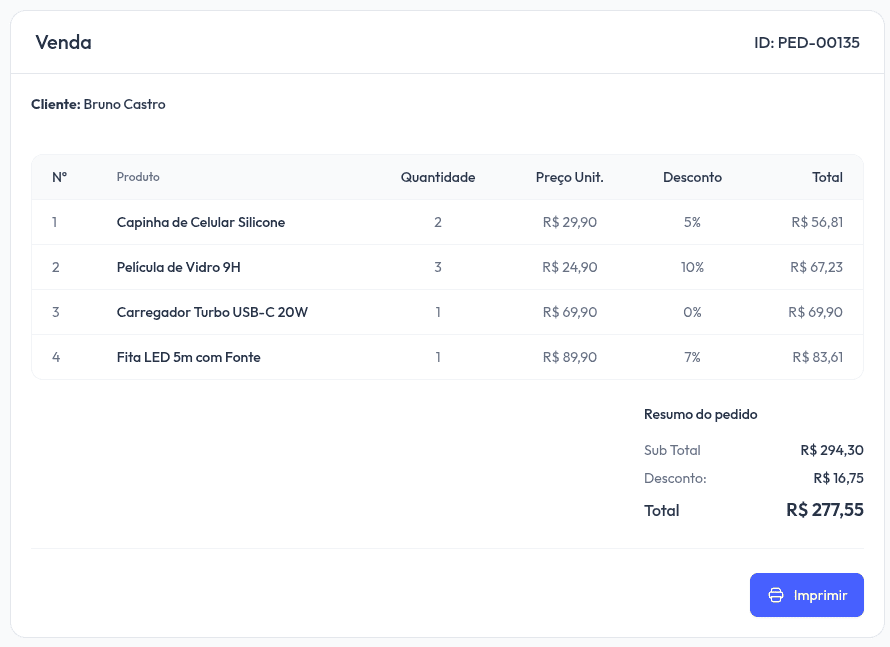 Venda ID: PED-00135
Cliente: Bruno Castro
Nº Produto Quantidade Preço Unit. Desconto Total
1 Capinha de Celular Silicone 2 R$ 29,90 5% R$ 56,81
2 Película de Vidro 9H 3 R$ 24,90 10% R$ 67,23
3 Carregador Turbo USB-C 20W 1 R$ 69,90 0% R$ 69,90
4 Fita LED 5m com Fonte 1 R$ 89,90 7% R$ 83,61
Resumo do pedido
Sub Total R$ 294,30
Desconto: R$ 16,75
Total R$ 277,55
Imprimir